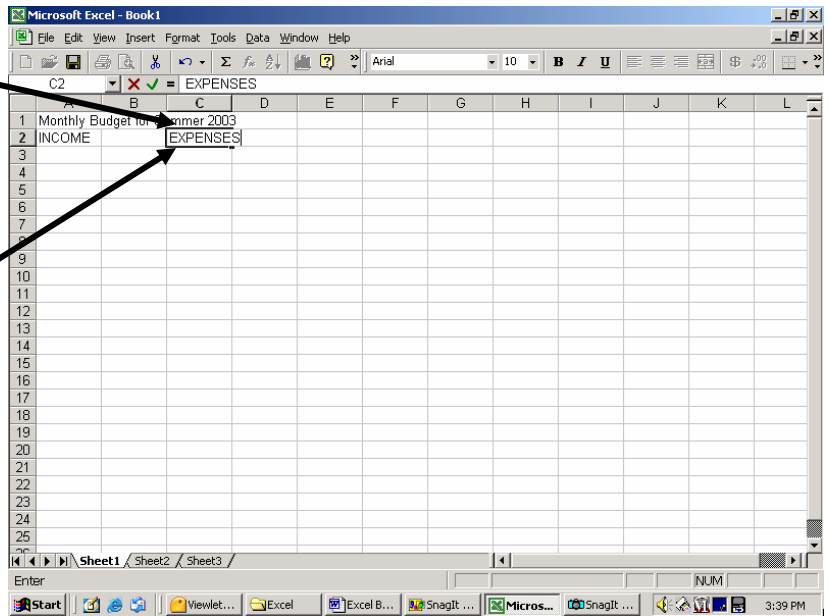 Microsoft Excel - Book1
File Edit View Insert Format Tools Data Window Help
Arial 10 B I U $
C2 = EXPENSES
A B C D E F G H I J K L
1 Monthly Budget for Summer 2003
2 INCOME EXPENSES
3
4
5
6
7
8
9
10
11
12
13
14
15
16
17
18
19
20
21
22
23
24
25
26
Sheet1 Sheet2 Sheet3
Enter NUM
Start Viewlet... Excel Excel B... SnagIt ... Micros... SnagIt ... 3:39 PM